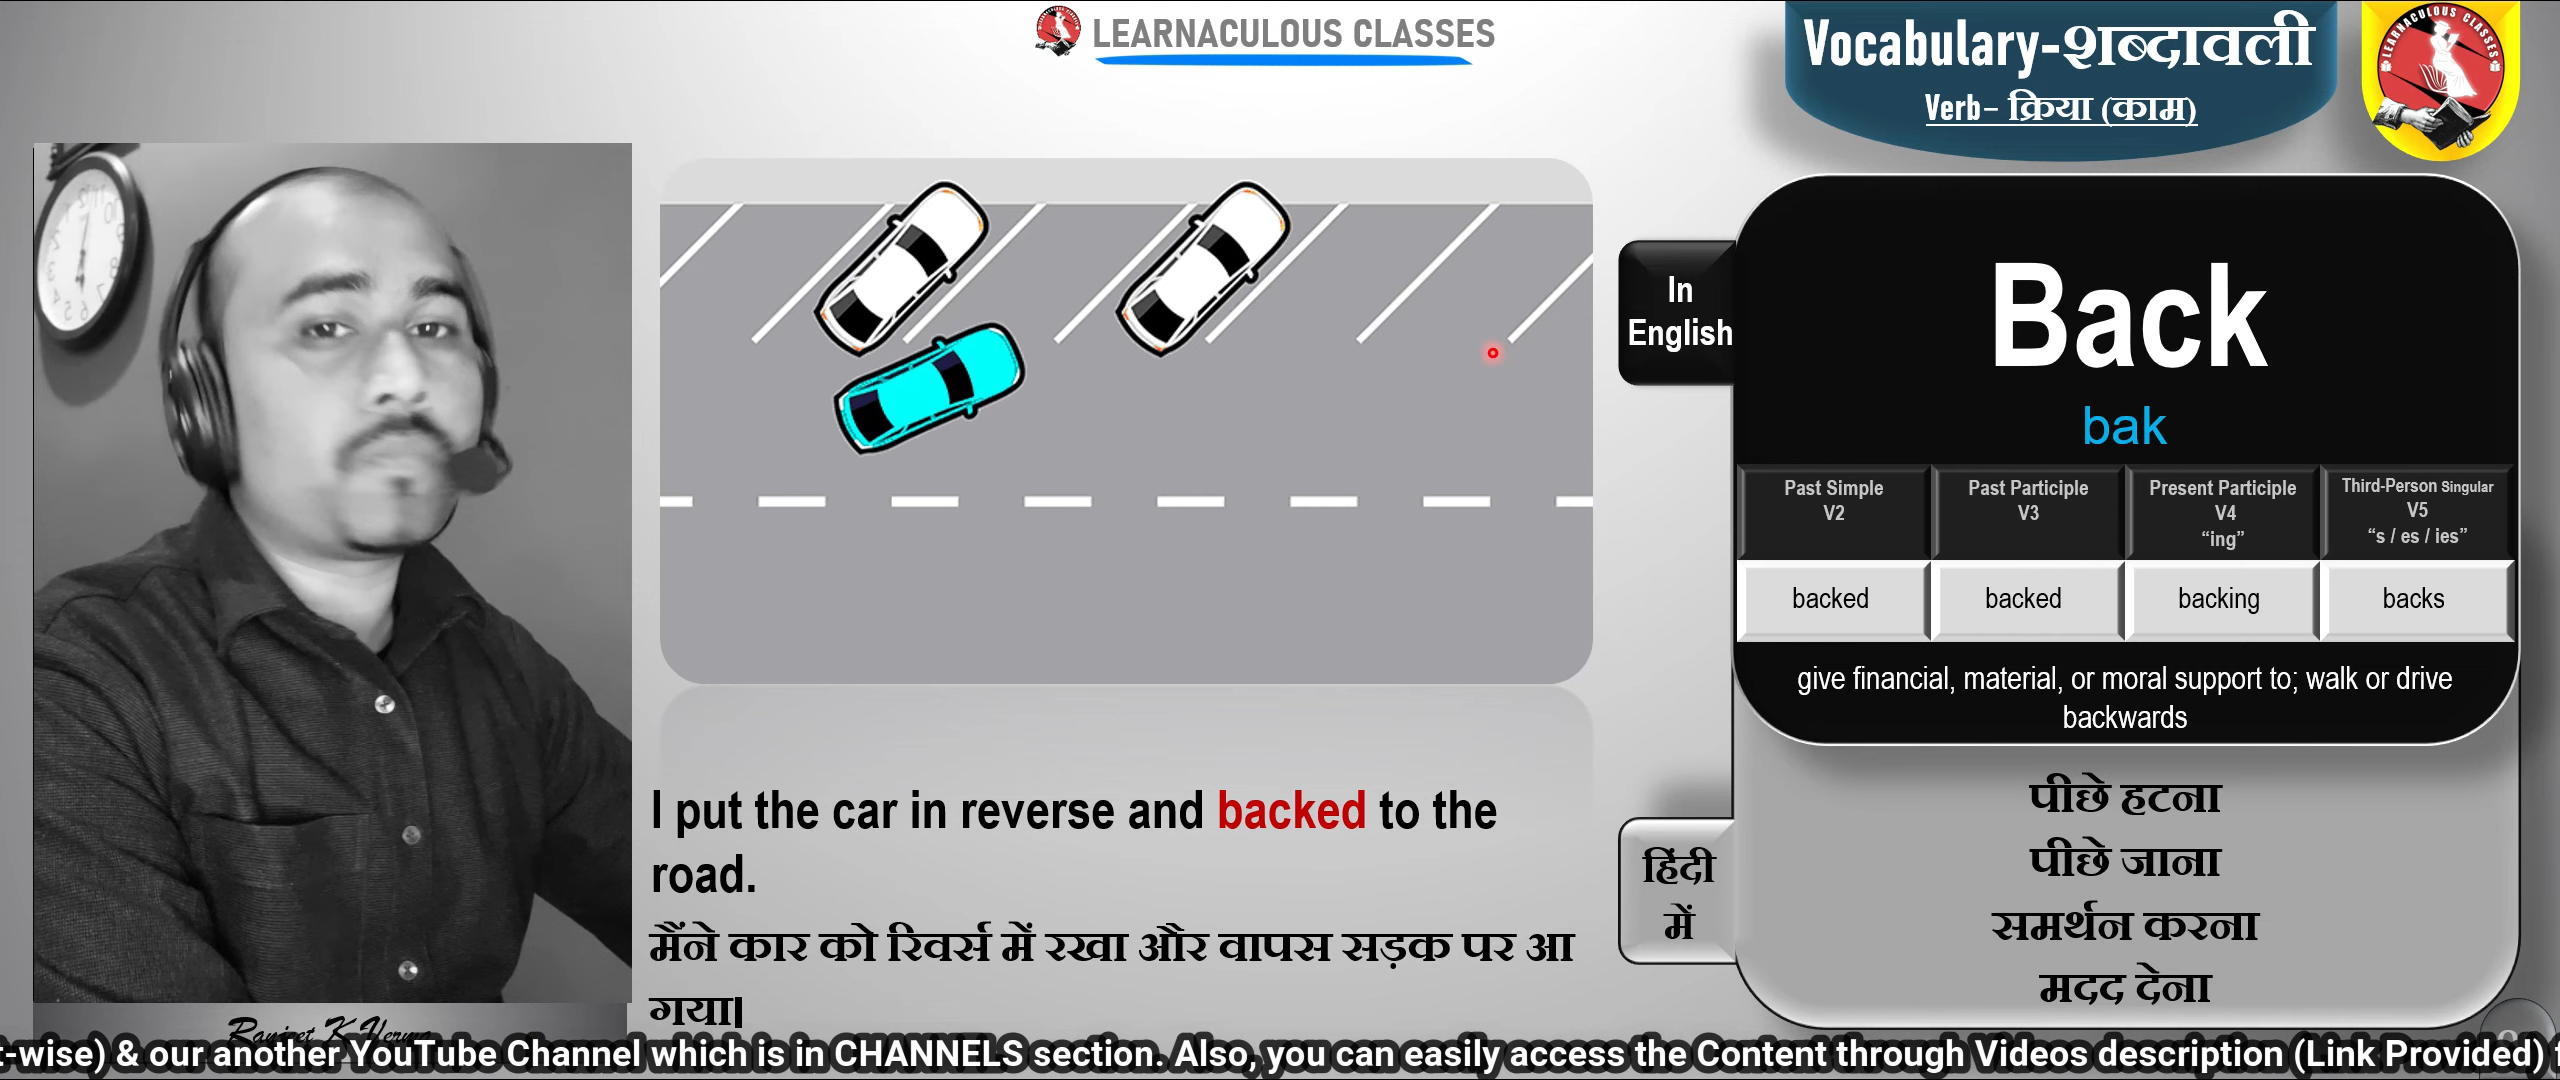 LEARNACULOUS CLASSES
Vocabulary-शब्दावली
Verb– क्रिया (काम)
LEARNACULOUS CLASSES
In
English
Back
bak
Past Simple
V2
Past Participle
V3
Present Participle
V4
“ing”
Third-Person Singular
V5
“s / es / ies”
backed
backed
backing
backs
give financial, material, or moral support to; walk or drive
backwards
I put the car in reverse and backed to the
road.
मैंने कार को रिवर्स में रखा और वापस सड़क पर आ
गया।
हिंदी
में
पीछे हटना
पीछे जाना
समर्थन करना
मदद देना
Ranjeet K Verma
t-wise) & our another YouTube Channel which is in CHANNELS section. Also, you can easily access the Content through Videos description (Link Provided) f